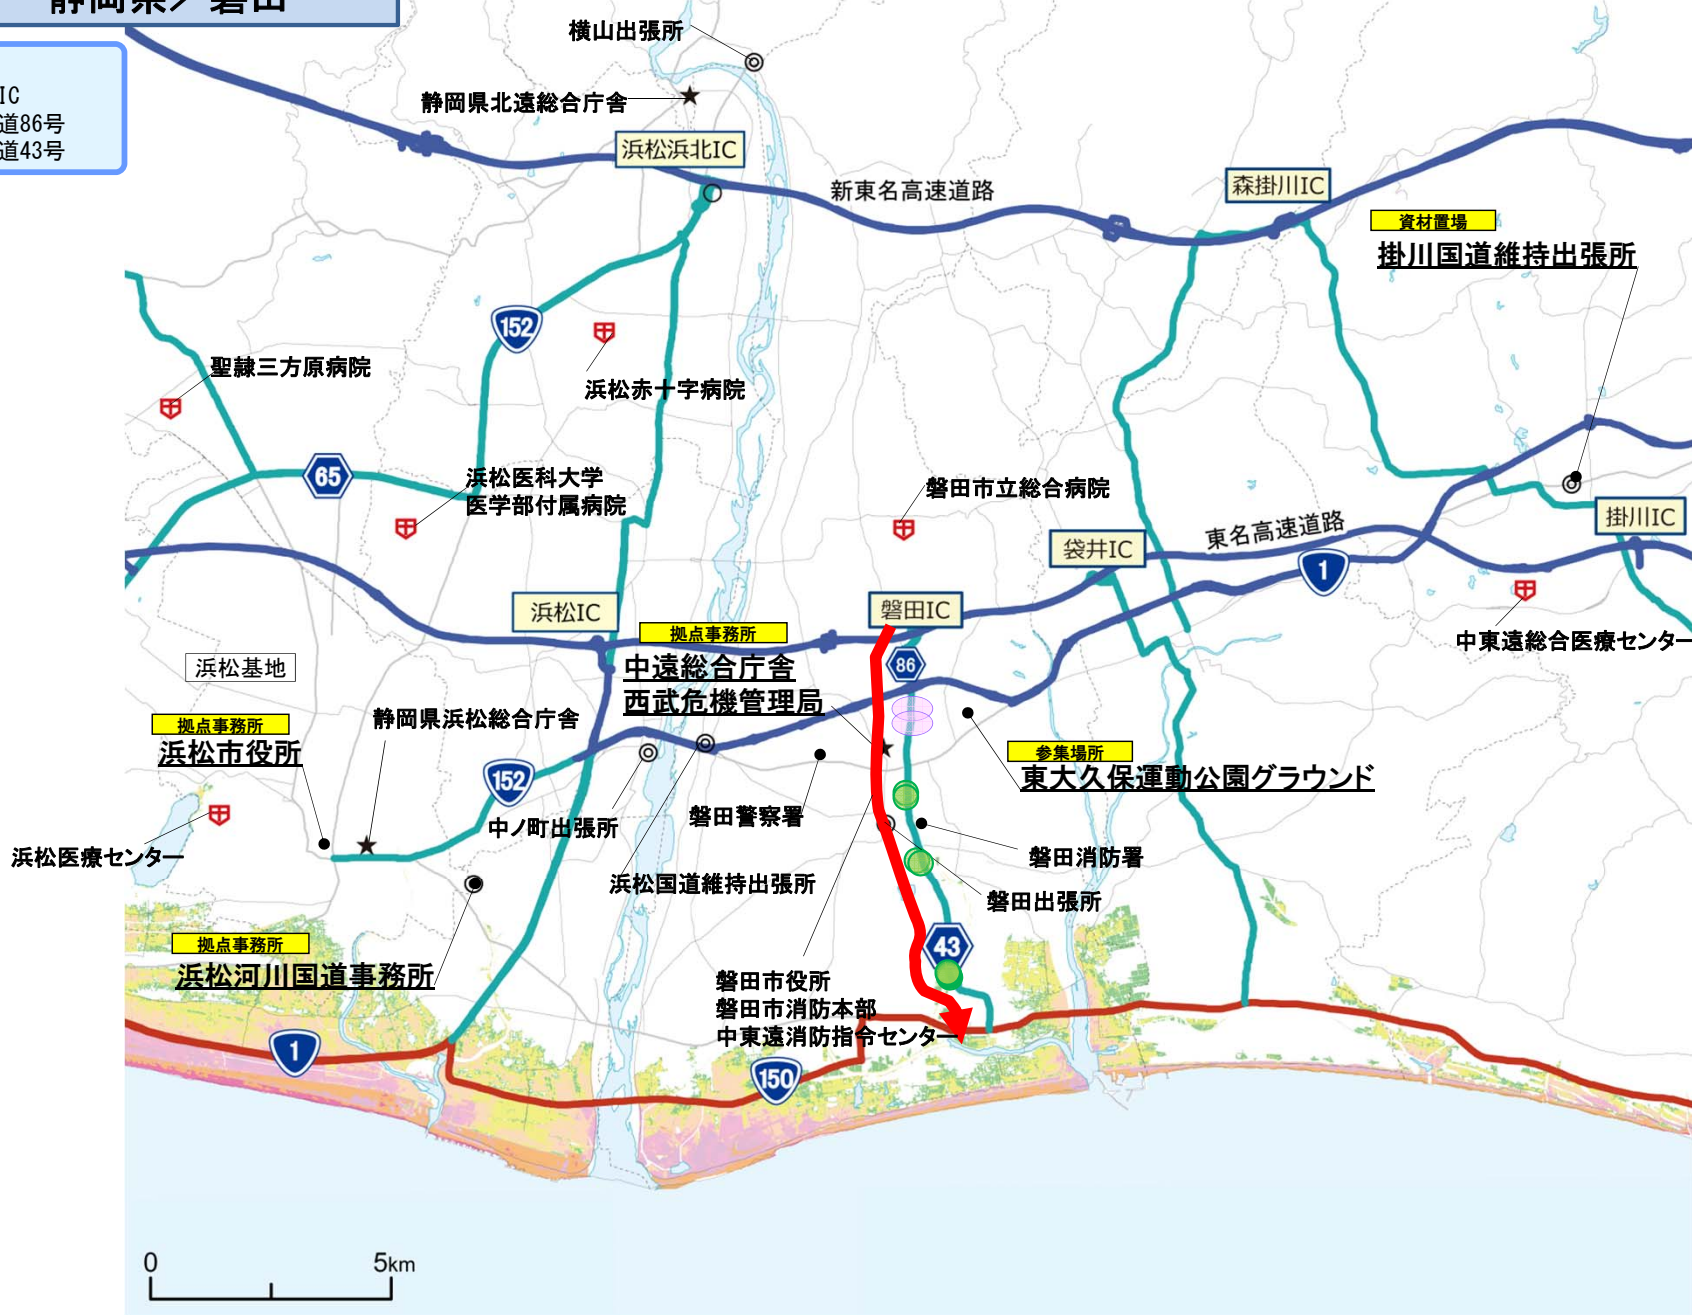 静岡県／磐田
IC
道86号
道43号
横山出張所
静岡県北遠総合庁舎
浜松浜北IC
新東名高速道路
森掛川IC
資材置場
掛川国道維持出張所
152
聖隷三方原病院
浜松赤十字病院
65
浜松医科大学
医学部付属病院
磐田市立総合病院
東名高速道路
掛川IC
袋井IC
1
浜松IC
磐田IC
中東遠総合医療センター
拠点事務所
中遠総合庁舎
西武危機管理局
86
浜松基地
拠点事務所
浜松市役所
静岡県浜松総合庁舎
参集場所
東大久保運動公園グラウンド
152
中ノ町出張所
磐田警察署
浜松医療センター
浜松国道維持出張所
磐田消防署
磐田出張所
43
拠点事務所
浜松河川国道事務所
磐田市役所
磐田市消防本部
中東遠消防指令センター
1
150
0
5km